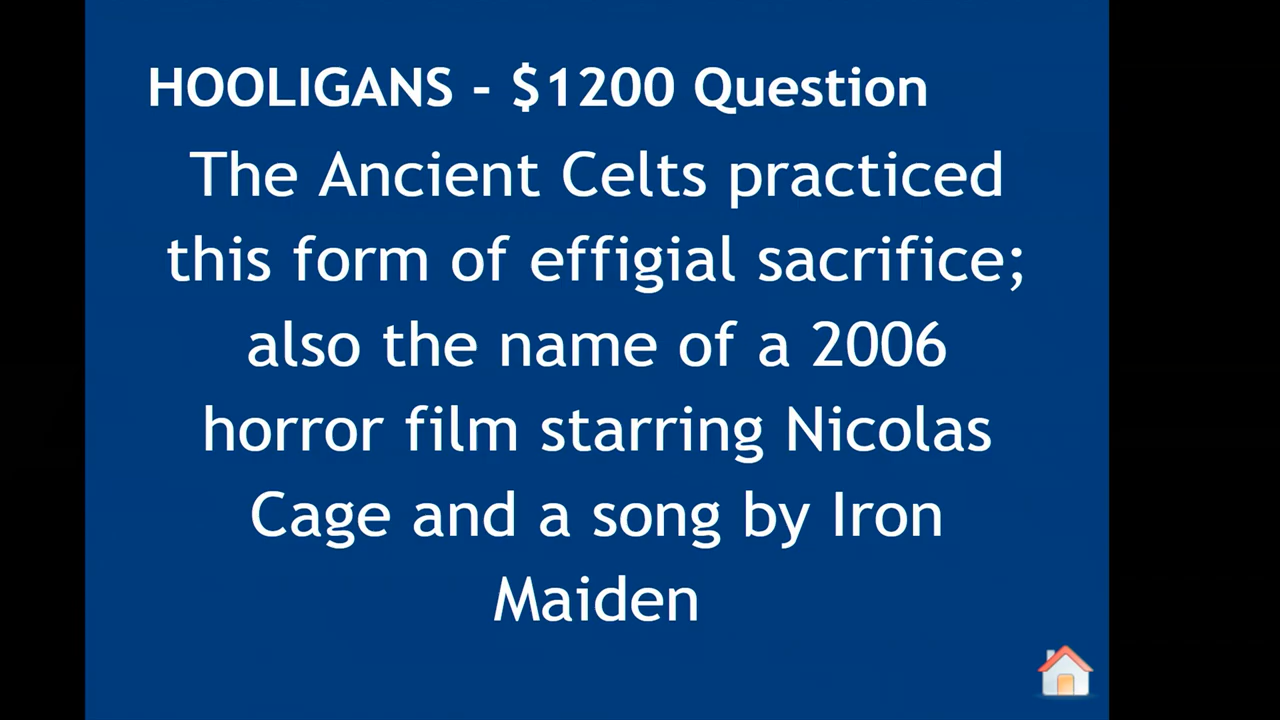 HOOLIGANS - $1200 Question
The Ancient Celts practiced
this form of effigial sacrifice;
also the name of a 2006
horror film starring Nicolas
Cage and a song by Iron
Maiden